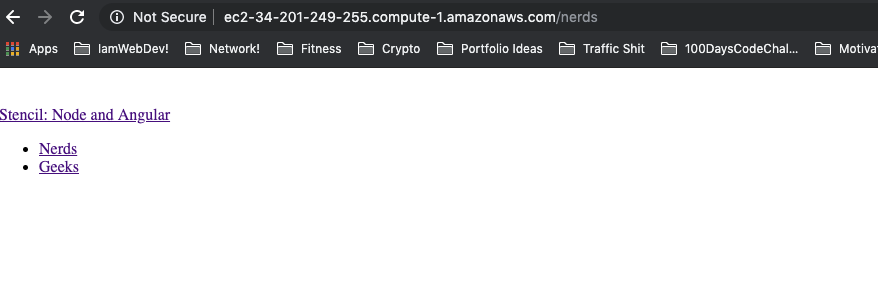 Not Secure ec2-34-201-249-255.compute-1.amazonaws.com/nerds
Apps IamWebDev! Network! Fitness Crypto Portfolio Ideas Traffic Shit 100DaysCodeChal... Motiva
Stencil: Node and Angular
Nerds
Geeks